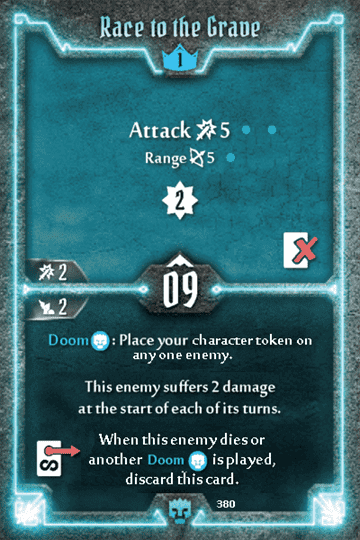 Race to the Grave
1
Attack 5
Range 5
2
2
09
2
Doom : Place your character token on
any one enemy.
This enemy suffers 2 damage
at the start of each of its turns.
When this enemy dies or
another Doom is played,
discard this card.
380